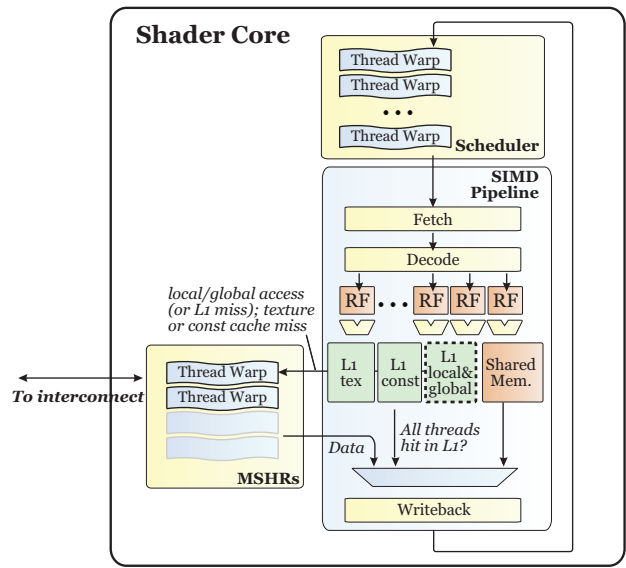 Shader Core
Thread Warp
Thread Warp
...
Thread Warp
Scheduler
SIMD
Pipeline
Fetch
Decode
local/global access
(or L1 miss); texture
or const cache miss
RF
...
RF
RF
RF
L1
tex
L1
const
L1
local&
global
Shared
Mem.
To interconnect
Thread Warp
Thread Warp
MSHRs
Data
All threads
hit in L1?
Writeback